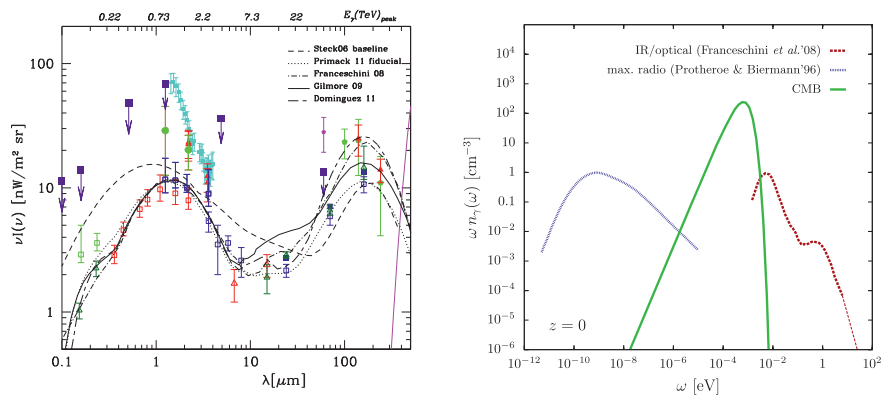 0.22 0.73 2.2 7.3 22 E_γ(TeV)_peak
100
10
1
νI(ν) [nW/m² sr]
Steck06 baseline
Primack 11 fiducial
Franceschini 08
Gilmore 09
Dominguez 11
0.1 1 10 100
λ[μm]
10⁴
10³
10²
10
1
0.1
10⁻²
10⁻³
10⁻⁴
10⁻⁵
10⁻⁶
ω n_γ(ω) [cm⁻³]
IR/optical (Franceschini et al.'08)
max. radio (Protheroe & Biermann'96)
CMB
z = 0
10⁻¹² 10⁻¹⁰ 10⁻⁸ 10⁻⁶ 10⁻⁴ 10⁻² 1 10²
ω [eV]